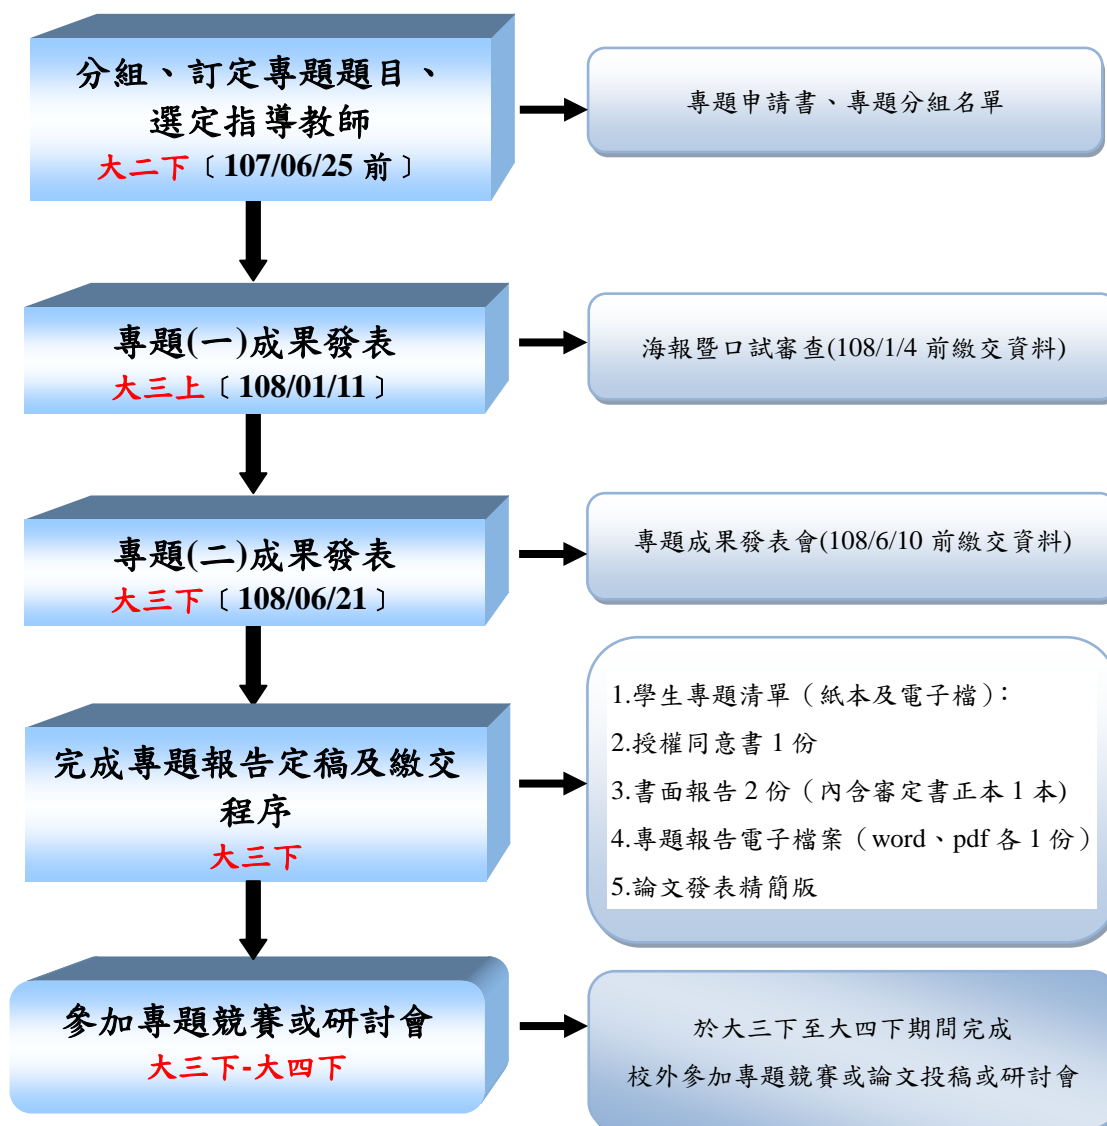 分組、訂定專題題目、
選定指導教師
大二下〔107/06/25 前〕
專題申請書、專題分組名單
專題(一)成果發表
大三上〔108/01/11〕
海報暨口試審查(108/1/4 前繳交資料)
專題(二)成果發表
大三下〔108/06/21〕
專題成果發表會(108/6/10 前繳交資料)
完成專題報告定稿及繳交
程序
大三下
1.學生專題清單（紙本及電子檔）：
2.授權同意書 1 份
3.書面報告 2 份（內含審定書正本 1 本)
4.專題報告電子檔案（word、pdf 各 1 份）
5.論文發表精簡版
參加專題競賽或研討會
大三下-大四下
於大三下至大四下期間完成
校外參加專題競賽或論文投稿或研討會